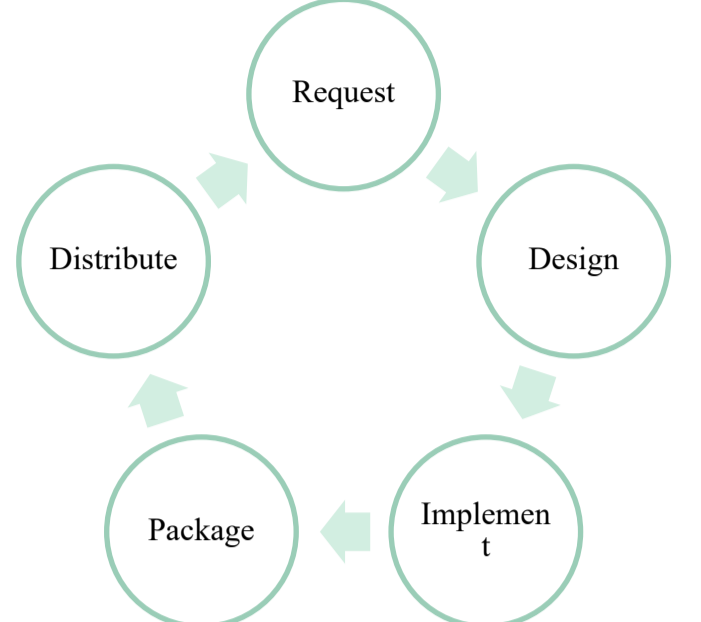 Request
Design
Implemen
t
Package
Distribute